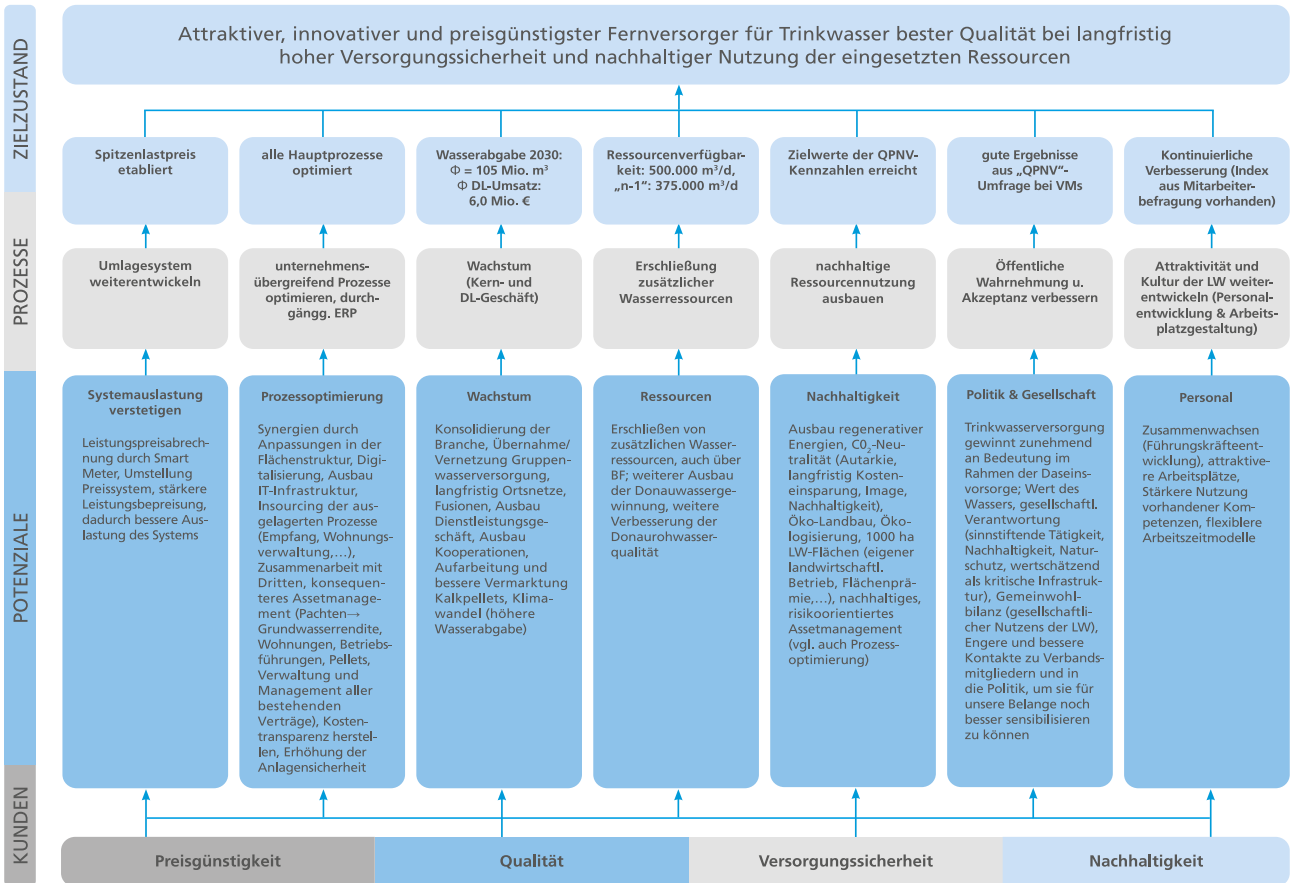 ZIELZUSTAND
Attraktiver, innovativer und preisgünstigster Fernversorger für Trinkwasser bester Qualität bei langfristig
hoher Versorgungssicherheit und nachhaltiger Nutzung der eingesetzten Ressourcen
Spitzenlastpreis
etabliert
alle Hauptprozesse
optimiert
Wasserabgabe 2030:
Φ = 105 Mio. m³
Φ DL-Umsatz:
6,0 Mio. €
Ressourcenverfügbar-
keit: 500.000 m³/d,
„n-1“: 375.000 m³/d
Zielwerte der QPNV-
Kennzahlen erreicht
gute Ergebnisse
aus „QPNV“-
Umfrage bei VMs
Kontinuierliche
Verbesserung (Index
aus Mitarbeiter-
befragung vorhanden)
PROZESSE
Umlagesystem
weiterentwickeln
unternehmens-
übergreifend Prozesse
optimieren, durch-
gängg. ERP
Wachstum
(Kern- und
DL-Geschäft)
Erschließung
zusätzlicher
Wasserressourcen
nachhaltige
Ressourcennutzung
ausbauen
Öffentliche
Wahrnehmung u.
Akzeptanz verbessern
Attraktivität und
Kultur der LW weiter-
entwickeln (Personal-
entwicklung & Arbeits-
platzgestaltung)
POTENZIALE
Systemauslastung
verstetigen
Leistungspreisabrech-
nung durch Smart
Meter, Umstellung
Preissystem, stärkere
Leistungsbepreisung,
dadurch bessere Aus-
lastung des Systems
Prozessoptimierung
Synergien durch
Anpassungen in der
Flächenstruktur, Digi-
talisierung, Ausbau
IT-Infrastruktur,
Insourcing der aus-
gelagerten Prozesse
(Empfang, Wohnungs-
verwaltung,…),
Zusammenarbeit mit
Dritten, konsequen-
teres Assetmanage-
ment (Pachten→
Grundwasserrendite,
Wohnungen, Betriebs-
führungen, Pellets,
Verwaltung und
Management aller
bestehenden
Verträge), Kosten-
transparenz herstel-
len, Erhöhung der
Anlagensicherheit
Wachstum
Konsolidierung der
Branche, Übernahme/
Vernetzung Gruppen-
wasserversorgung,
langfristig Ortsnetze,
Fusionen, Ausbau
Dienstleistungsge-
schäft, Ausbau
Kooperationen,
Aufarbeitung und
bessere Vermarktung
Kalkpellets, Klima-
wandel (höhere
Wasserabgabe)
Ressourcen
Erschließen von
zusätzlichen Wasser-
ressourcen, auch über
BF; weiterer Ausbau
der Donauwasserge-
winnung, weitere
Verbesserung der
Donaurohwasser-
qualität
Nachhaltigkeit
Ausbau regenerativer
Energien, C0₂-Neu-
tralität (Autarkie,
langfristig Kosten-
einsparung, Image,
Nachhaltigkeit),
Öko-Landbau, Öko-
logisierung, 1000 ha
LW-Flächen (eigener
landwirtschaftl.
Betrieb, Flächenprä-
mie,…), nachhaltiges,
risikoorientiertes
Assetmanagement
(vgl. auch Prozess-
optimierung)
Politik & Gesellschaft
Trinkwasserversorgung
gewinnt zunehmend
an Bedeutung im
Rahmen der Daseins-
vorsorge; Wert des
Wassers, gesellschaftl.
Verantwortung
(sinnstiftende Tätigkeit,
Nachhaltigkeit, Natur-
schutz, wertschätzend
als kritische Infrastruk-
tur), Gemeinwohl-
bilanz (gesellschaftli-
cher Nutzens der LW),
Engere und bessere
Kontakte zu Verbands-
mitgliedern und in
die Politik, um sie für
unsere Belange noch
besser sensibilisieren
zu können
Personal
Zusammenwachsen
(Führungskräfteent-
wicklung), attraktive-
re Arbeitsplätze,
Stärkere Nutzung
vorhandener Kom-
petenzen, flexiblere
Arbeitszeitmodelle
KUNDEN
Preisgünstigkeit
Qualität
Versorgungssicherheit
Nachhaltigkeit